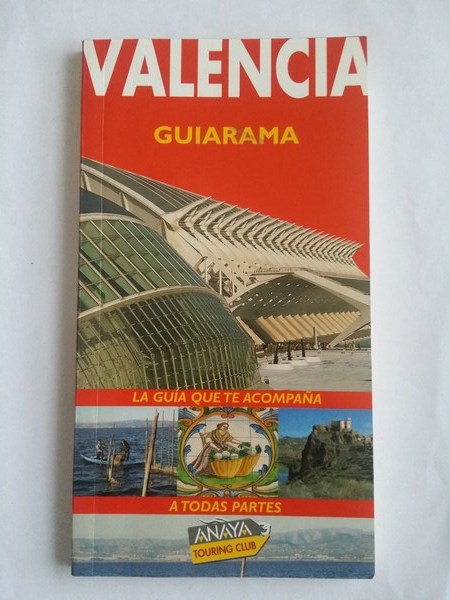 VALENCIA
GUIARAMA
LA GUÍA QUE TE ACOMPAÑA
A TODAS PARTES
ANAYA
TOURING CLUB